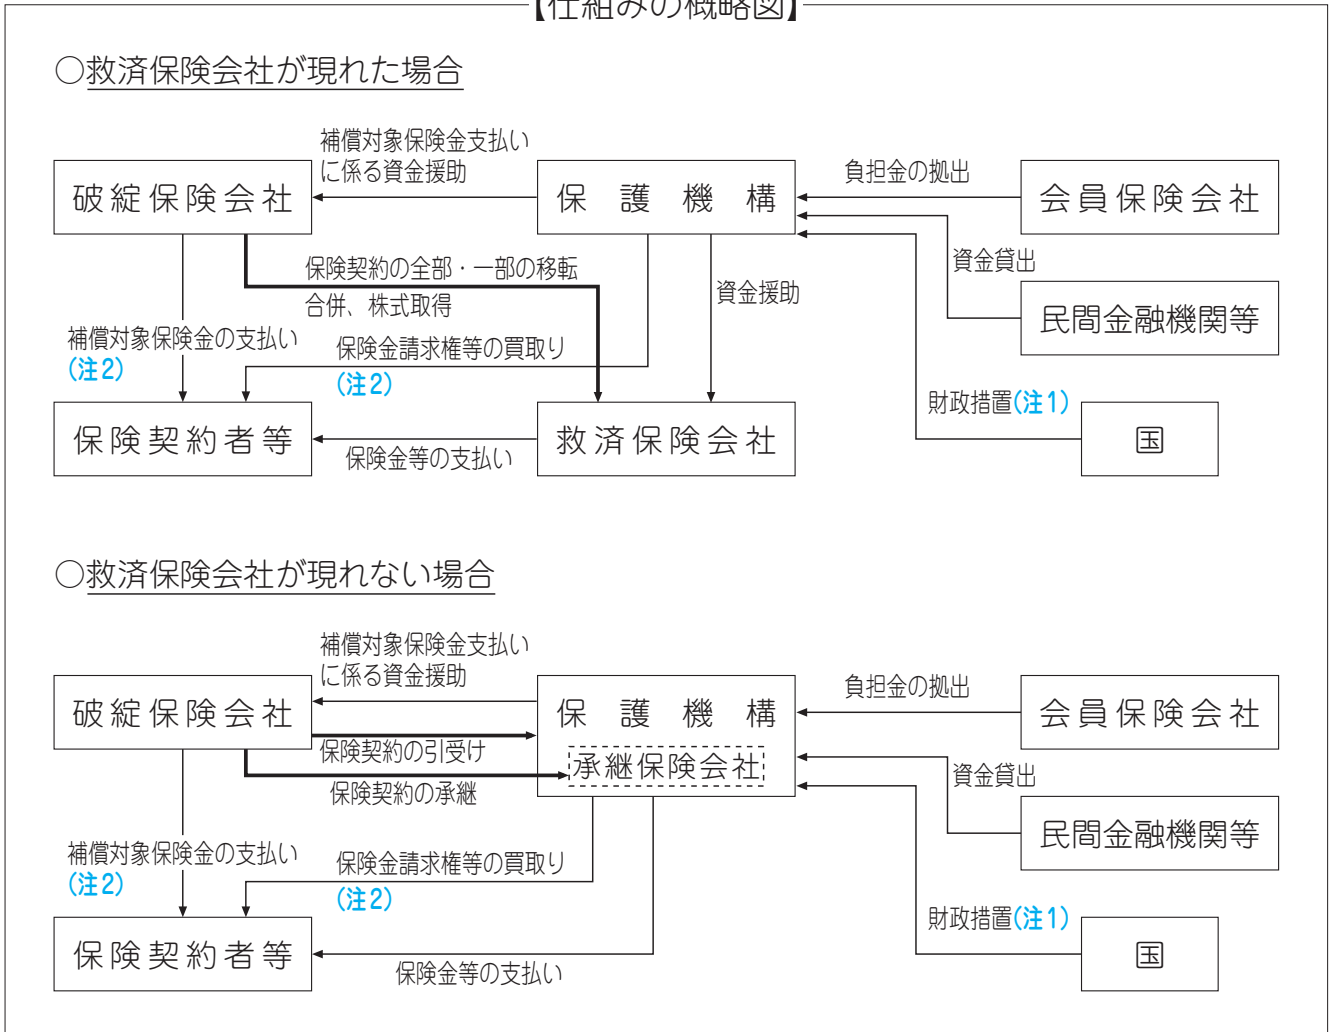 【仕組みの概略図】
○救済保険会社が現れた場合
補償対象保険金支払い
に係る資金援助
破綻保険会社
保護機構
負担金の拠出
会員保険会社
資金貸出
民間金融機関等
保険契約の全部・一部の移転
合併、株式取得
資金援助
補償対象保険金の支払い
(注2)
保険金請求権等の買取り
(注2)
財政措置(注1)
国
保険契約者等
保険金等の支払い
救済保険会社
○救済保険会社が現れない場合
補償対象保険金支払い
に係る資金援助
破綻保険会社
保護機構
負担金の拠出
会員保険会社
保険契約の引受け
承継保険会社
保険契約の承継
資金貸出
民間金融機関等
補償対象保険金の支払い
(注2)
保険金請求権等の買取り
(注2)
財政措置(注1)
国
保険契約者等
保険金等の支払い